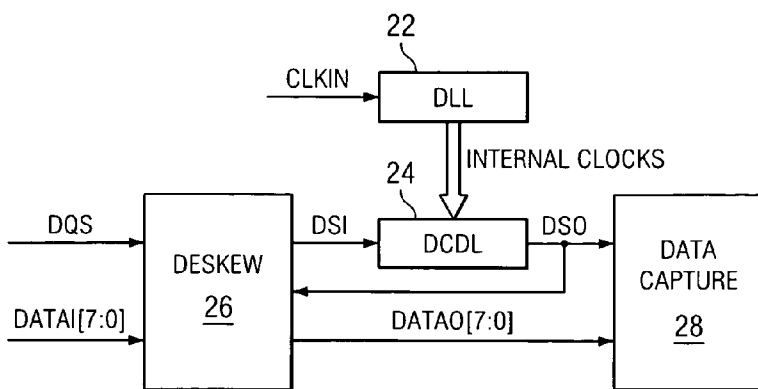 22
CLKIN
DLL
INTERNAL CLOCKS
24
DQS
DSI
DCDL
DSO
DESKEW
26
DATA
CAPTURE
28
DATAI[7:0]
DATAO[7:0]